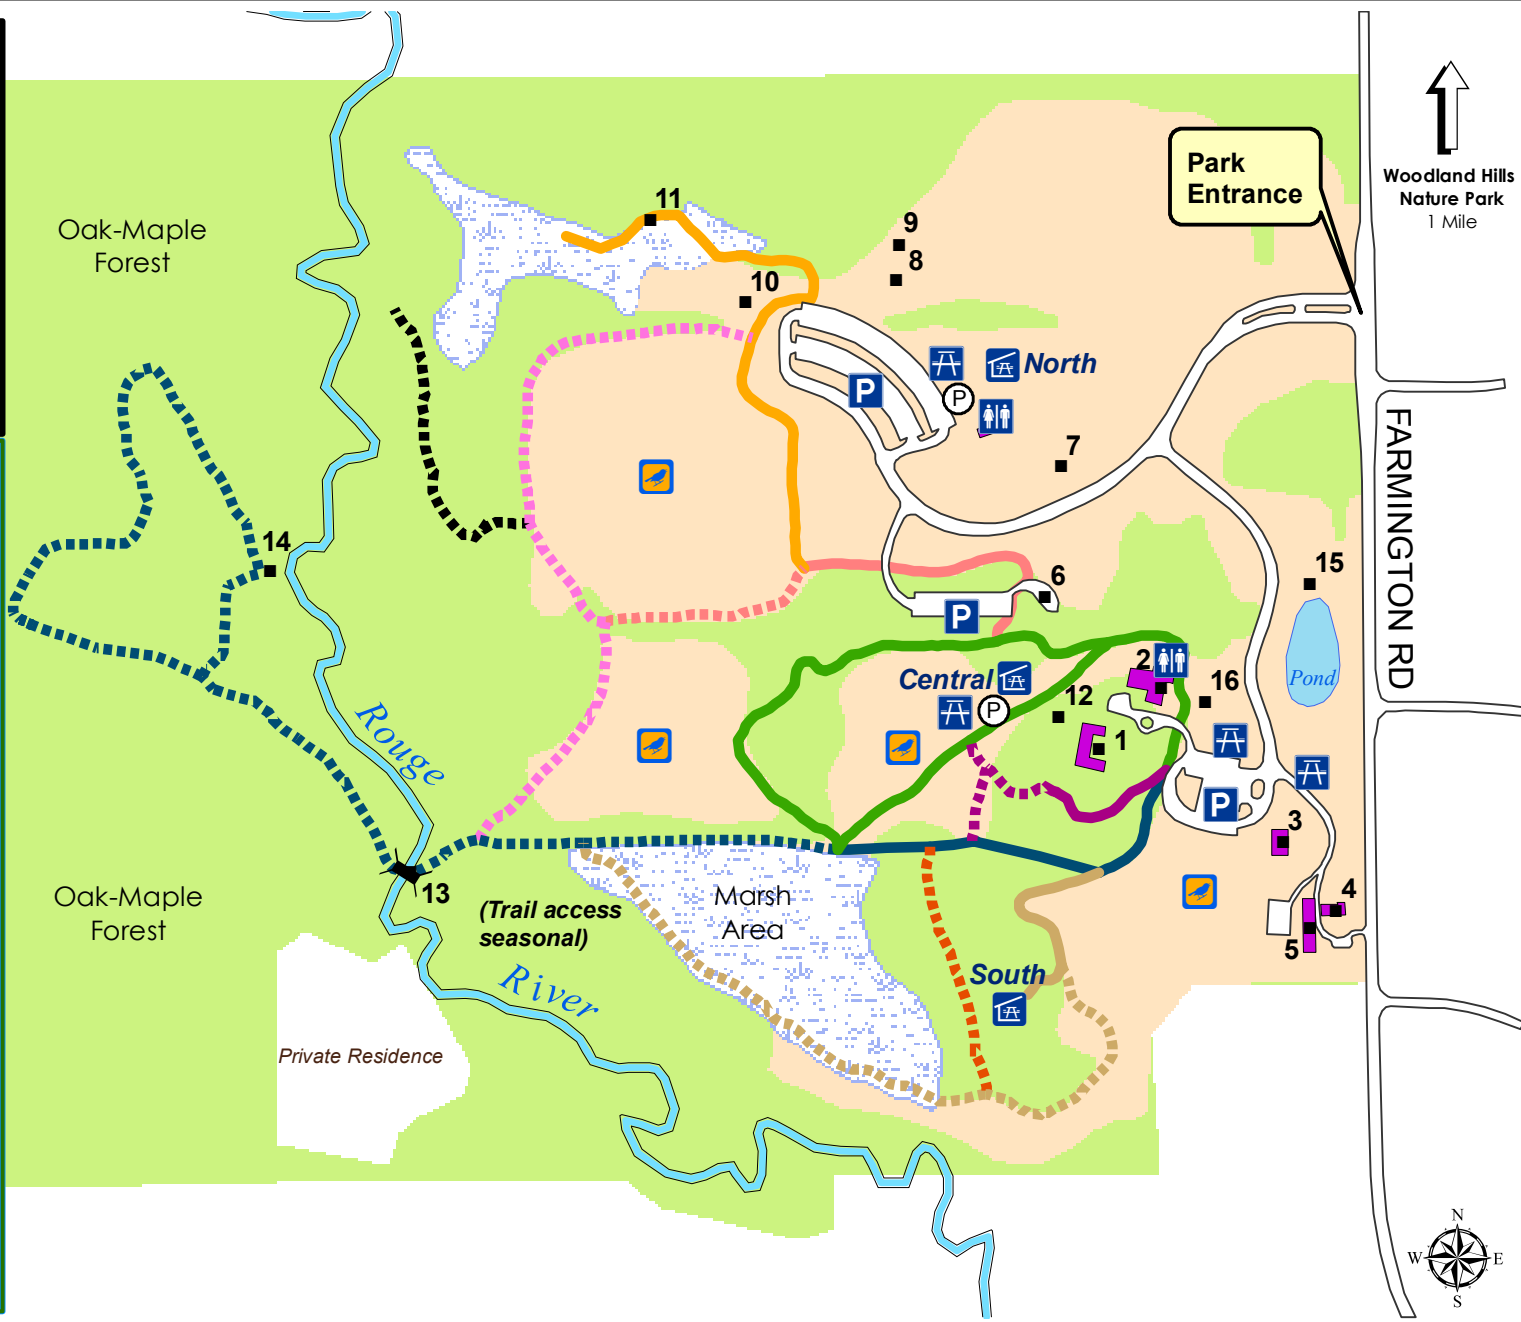 Park
Entrance
Woodland Hills
Nature Park
1 Mile
Oak-Maple
Forest
11
9
8
10
North
P
P
7
FARMINGTON RD
14
15
6
P
Pond
2
Central
P
16
12
1
Rouge
P
3
13
Oak-Maple
Forest
(Trail access
seasonal)
Marsh
Area
4
5
South
River
Private Residence
N
W
E
S